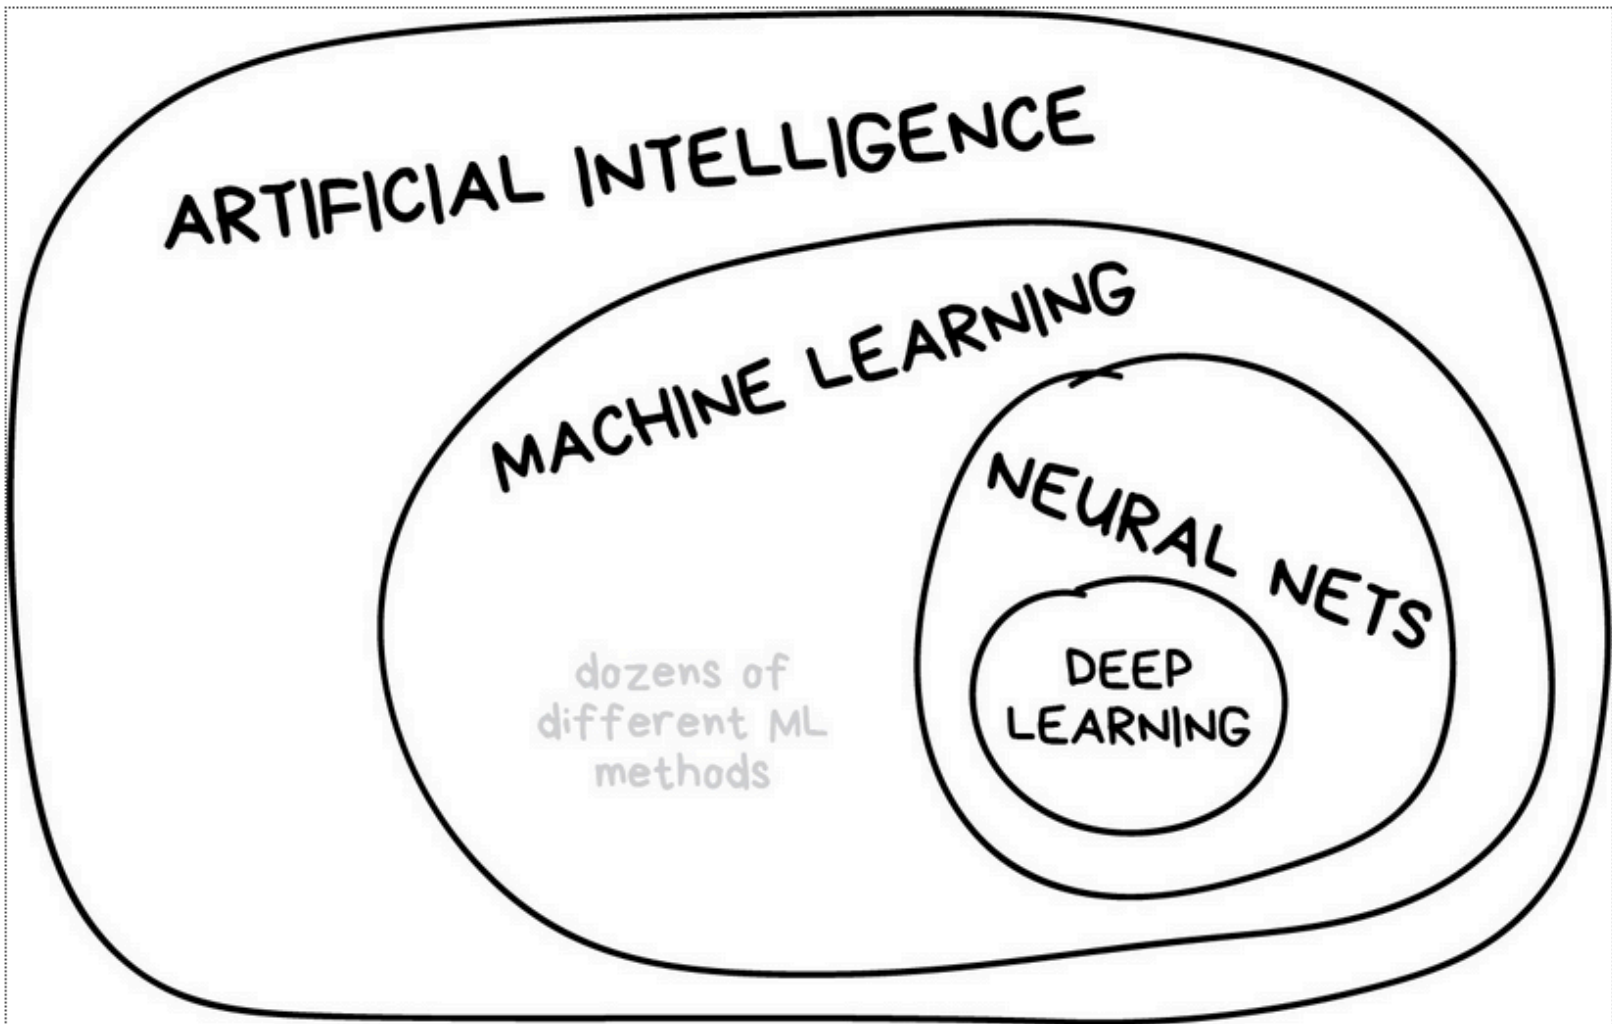 ARTIFICIAL INTELLIGENCE
MACHINE LEARNING
NEURAL NETS
DEEP
LEARNING
dozens of
different ML
methods